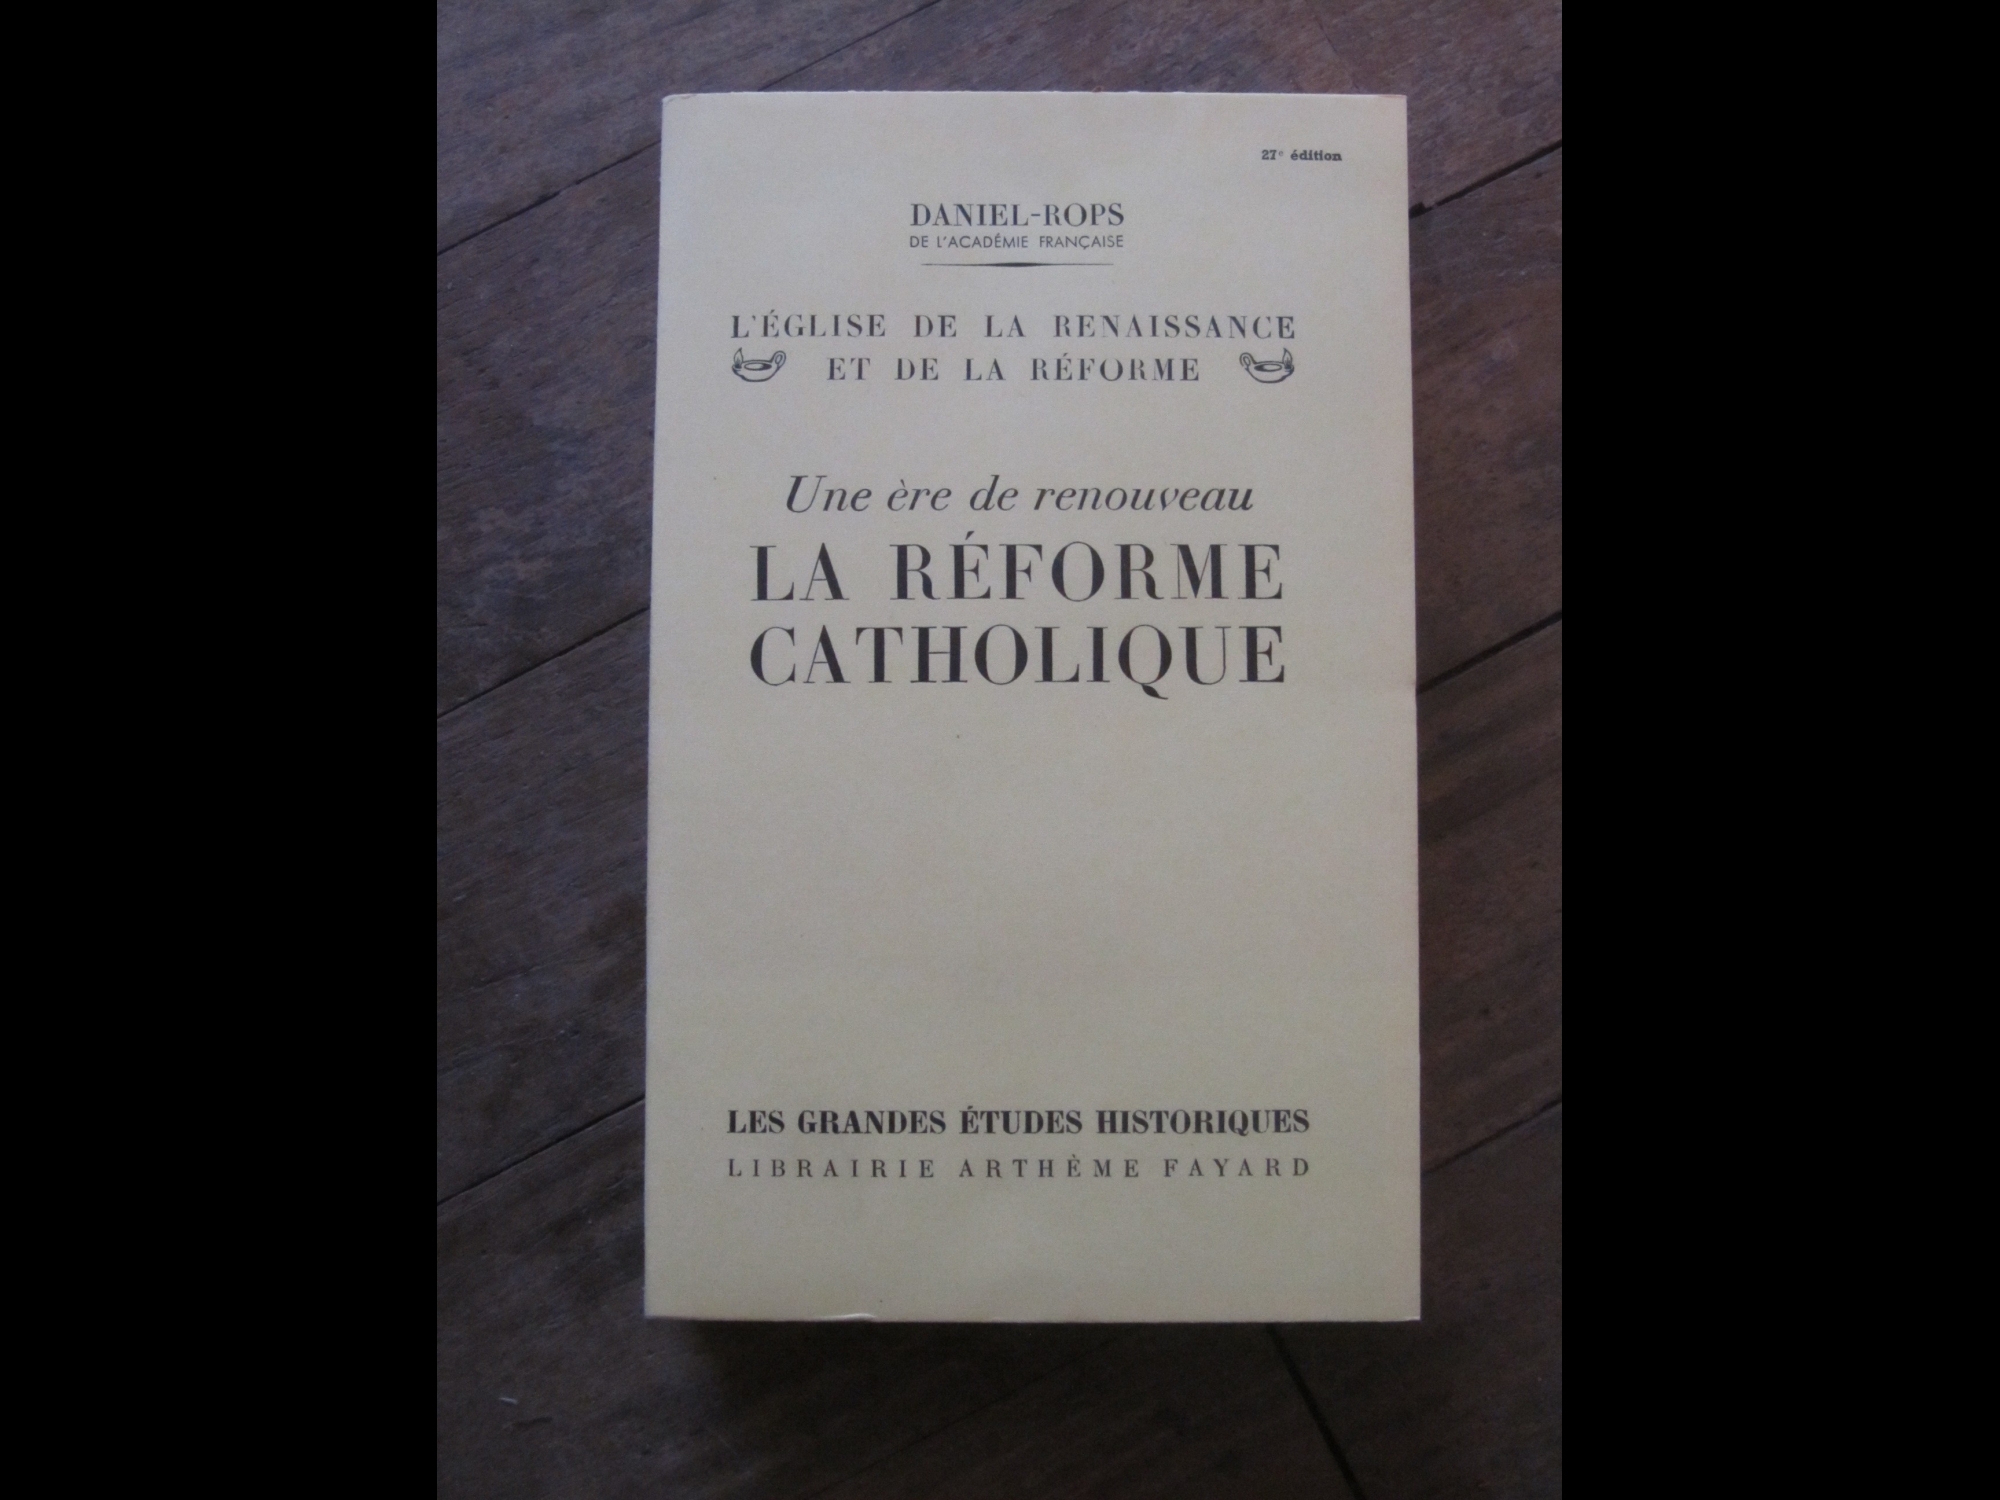 27e édition
DANIEL-ROPS
DE L'ACADÉMIE FRANÇAISE
L'ÉGLISE DE LA RENAISSANCE
ET DE LA RÉFORME
Une ère de renouveau
LA RÉFORME
CATHOLIQUE
LES GRANDES ÉTUDES HISTORIQUES
LIBRAIRIE ARTHÈME FAYARD